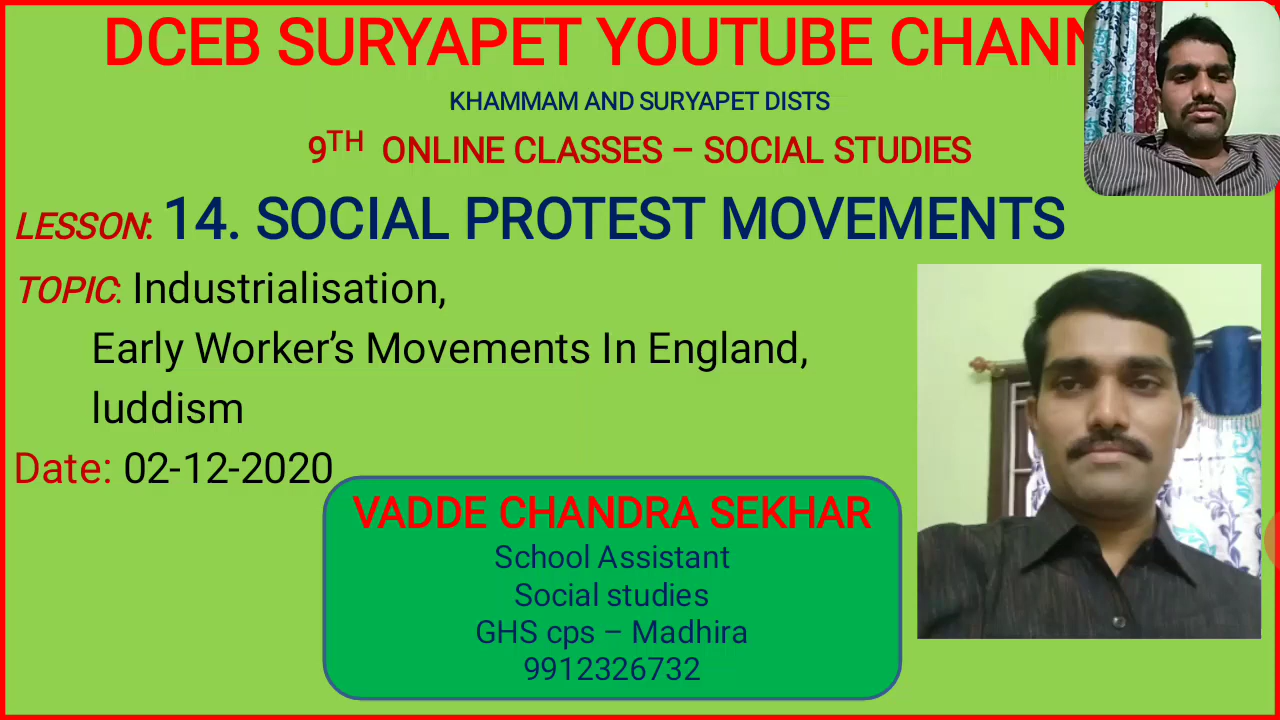 DCEB SURYAPET YOUTUBE CHANN
KHAMMAM AND SURYAPET DISTS
9TH ONLINE CLASSES – SOCIAL STUDIES
LESSON: 14. SOCIAL PROTEST MOVEMENTS
TOPIC: Industrialisation,
Early Worker’s Movements In England,
luddism
Date: 02-12-2020
VADDE CHANDRA SEKHAR
School Assistant
Social studies
GHS cps – Madhira
9912326732